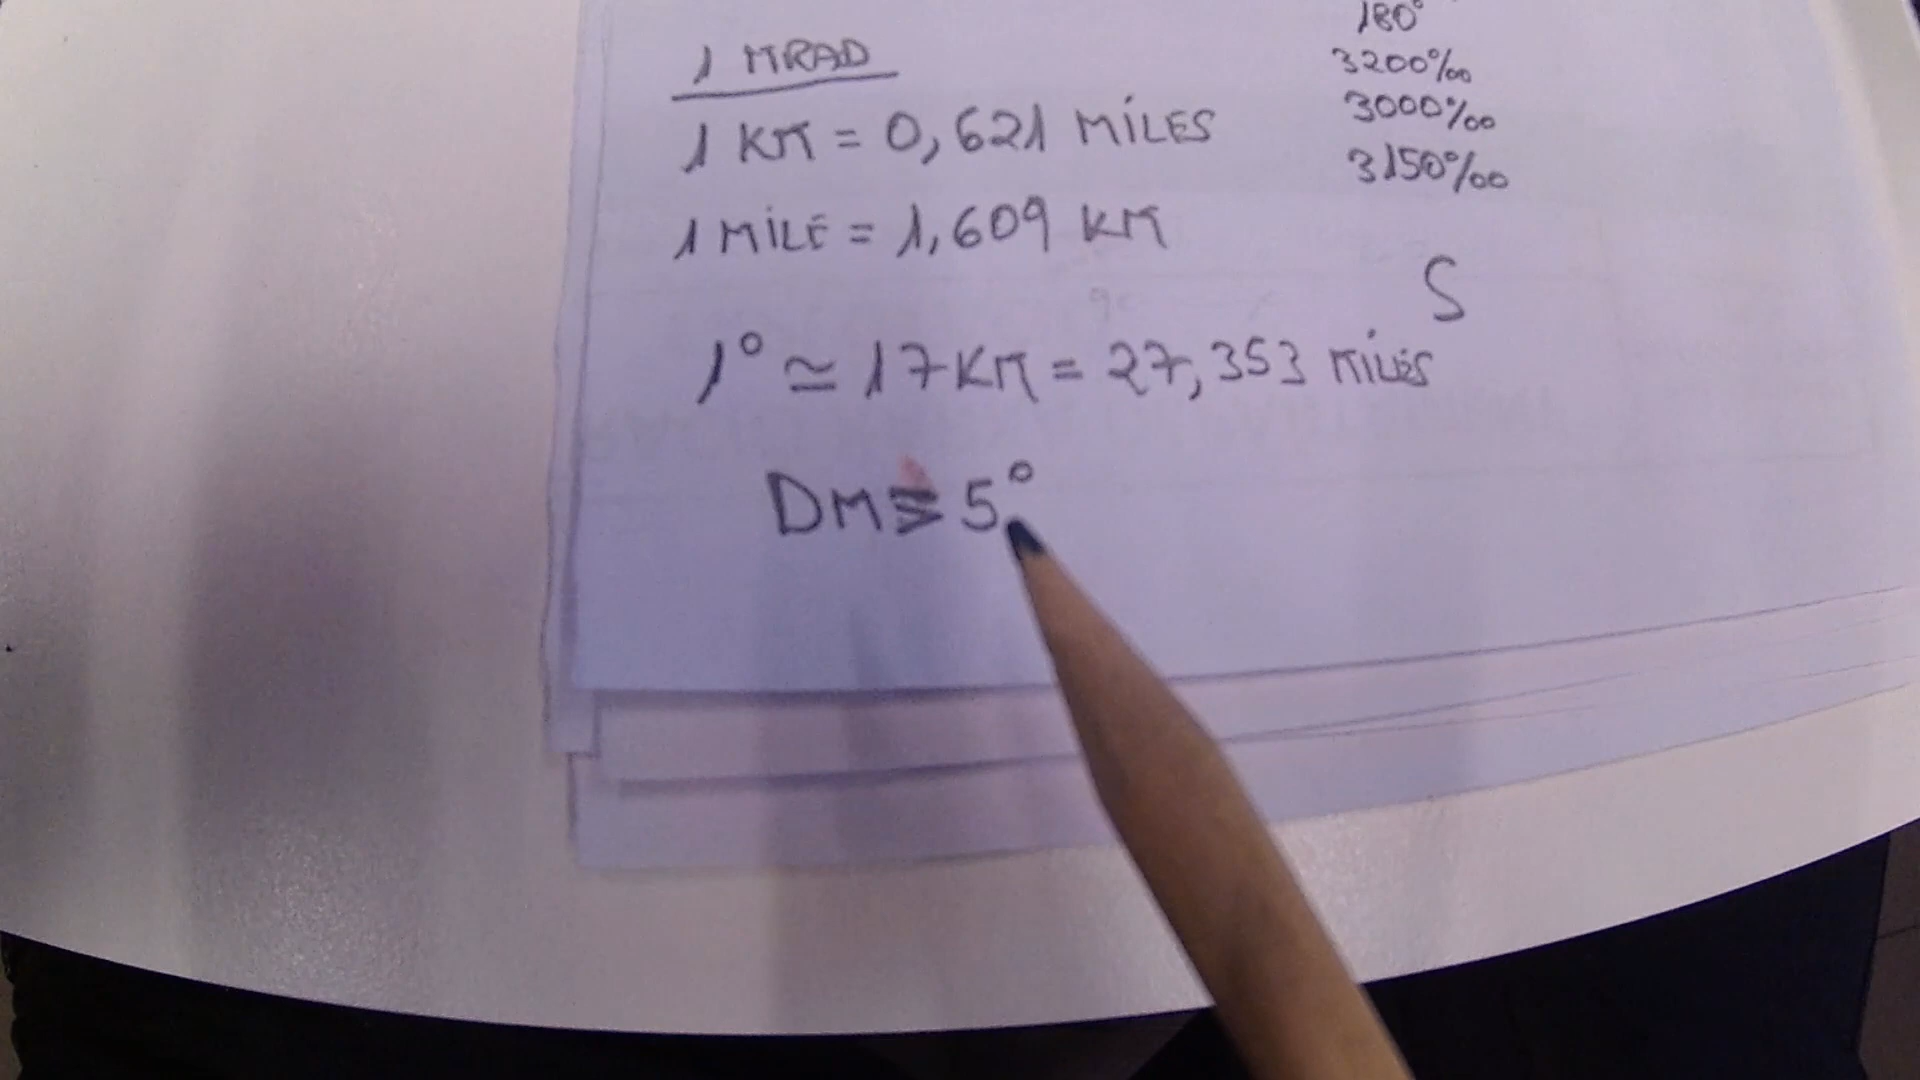 1 MRAD
1 KM = 0,621 MILES
1 MILE = 1,609 KM
1° ≃ 17 KM = 27,353 MILES
DM ⪖ 5°
180°
3200‰
3000‰
3150‰
S